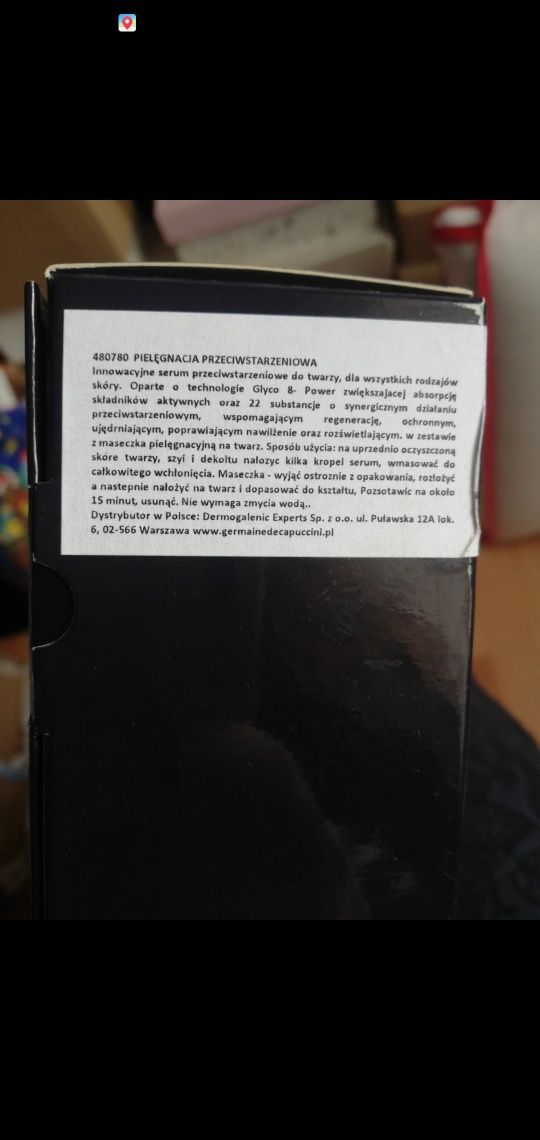 480780 PIELĘGNACJA PRZECIWSTARZENIOWA
Innowacyjne serum przeciwstarzeniowe do twarzy, dla wszystkich rodzajów
skóry. Oparte o technologie Glyco 8- Power zwiększajacej absorpcję
składników aktywnych oraz 22 substancje o synergicznym działaniu
przeciwstarzeniowym, wspomagającym regenerację, ochronnym,
ujędrniającym, poprawiającym nawilżenie oraz rozświetlającym. w zestawie
z maseczka pielęgnacyjną na twarz. Sposób użycia: na uprzednio oczyszczoną
skóre twarzy, szyi i dekoltu nalozyc kilka kropel serum, wmasować do
całkowitego wchłonięcia. Maseczka - wyjąć ostroznie z opakowania, rozłożyć
a nastepnie nałożyć na twarz i dopasować do kształtu, Pozsotawic na około
15 minut, usunąć. Nie wymaga zmycia wodą..
Dystrybutor w Polsce: Dermogalenic Experts Sp. z o.o. ul. Puławska 12A lok.
6, 02-566 Warszawa www.germainedecapuccini.pl